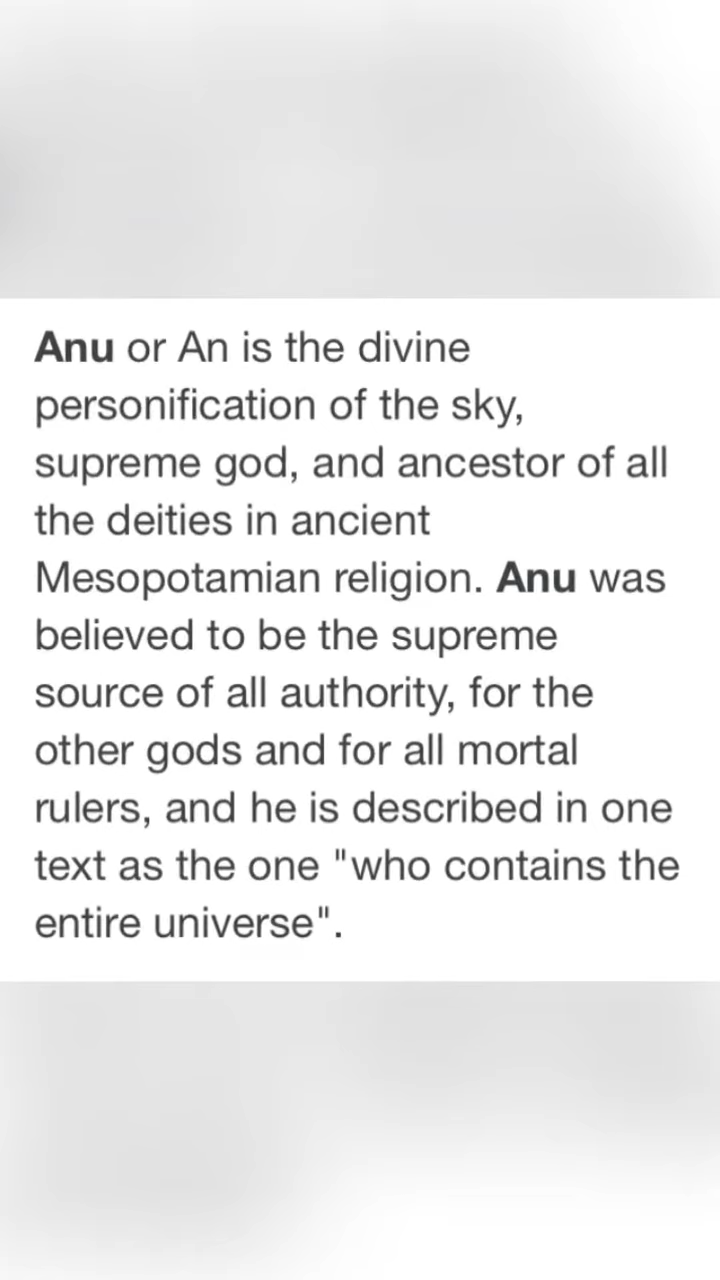 Anu or An is the divine
personification of the sky,
supreme god, and ancestor of all
the deities in ancient
Mesopotamian religion. Anu was
believed to be the supreme
source of all authority, for the
other gods and for all mortal
rulers, and he is described in one
text as the one "who contains the
entire universe".